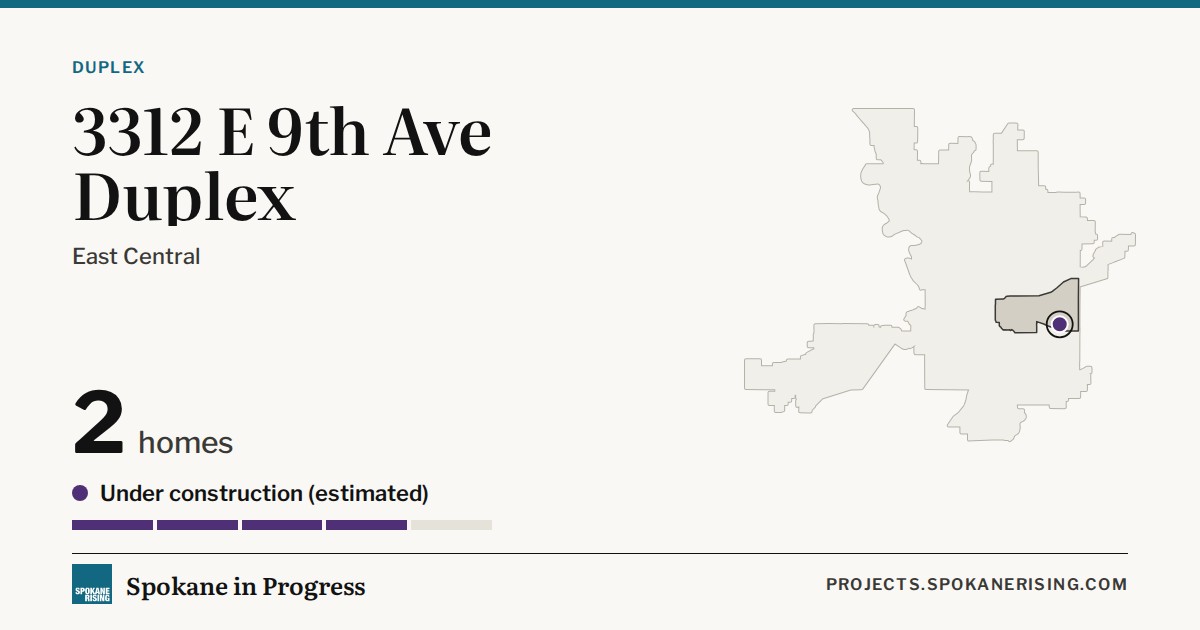 DUPLEX
3312 E 9th Ave
Duplex
East Central
2 homes
Under construction (estimated)
SPOKANE
RISING
Spokane in Progress
PROJECTS.SPOKANERISING.COM